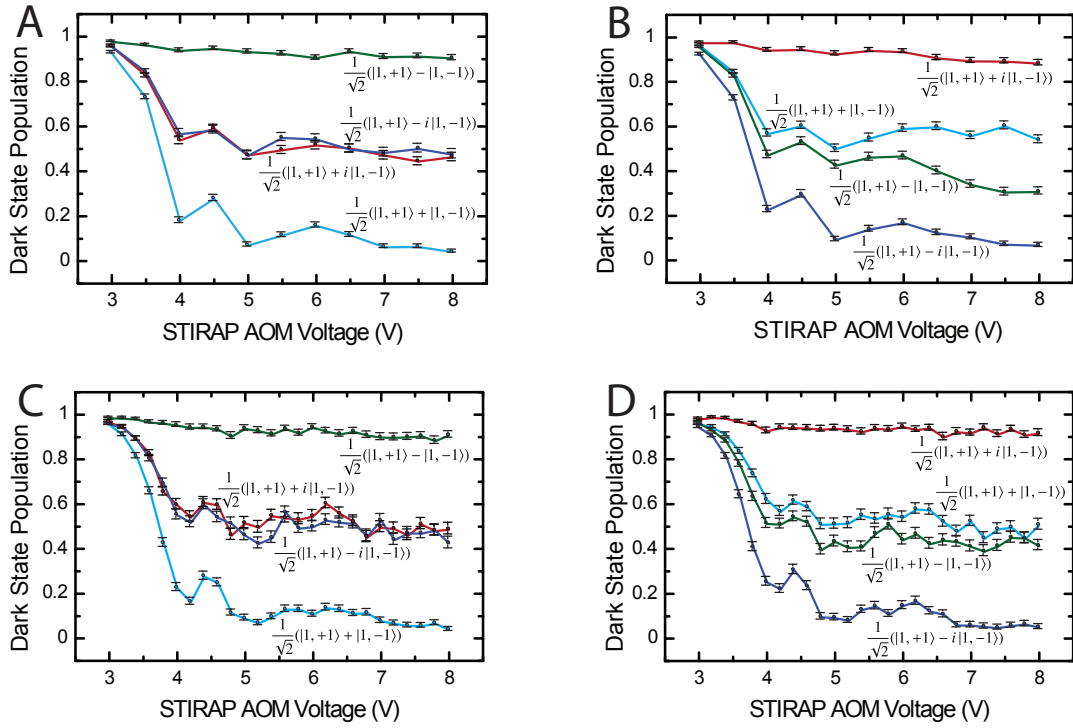 A
Dark State Population
1
0.8
0.6
0.4
0.2
0
1/√2(|1,+1⟩ − |1,−1⟩)
1/√2(|1,+1⟩ − i|1,−1⟩)
1/√2(|1,+1⟩ + i|1,−1⟩)
1/√2(|1,+1⟩ + |1,−1⟩)
3 4 5 6 7 8
STIRAP AOM Voltage (V)
B
Dark State Population
1
0.8
0.6
0.4
0.2
0
1/√2(|1,+1⟩ + i|1,−1⟩)
1/√2(|1,+1⟩ + |1,−1⟩)
1/√2(|1,+1⟩ − |1,−1⟩)
1/√2(|1,+1⟩ − i|1,−1⟩)
3 4 5 6 7 8
STIRAP AOM Voltage (V)
C
Dark State Population
1
0.8
0.6
0.4
0.2
0
1/√2(|1,+1⟩ − |1,−1⟩)
1/√2(|1,+1⟩ + i|1,−1⟩)
1/√2(|1,+1⟩ − i|1,−1⟩)
1/√2(|1,+1⟩ + |1,−1⟩)
3 4 5 6 7 8
STIRAP AOM Voltage (V)
D
Dark State Population
1
0.8
0.6
0.4
0.2
0
1/√2(|1,+1⟩ + i|1,−1⟩)
1/√2(|1,+1⟩ + |1,−1⟩)
1/√2(|1,+1⟩ − |1,−1⟩)
1/√2(|1,+1⟩ − i|1,−1⟩)
3 4 5 6 7 8
STIRAP AOM Voltage (V)